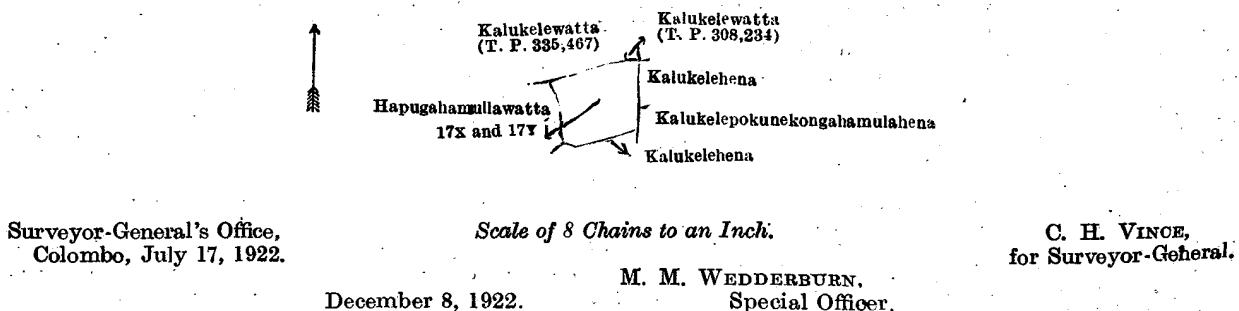 Kalukelewatta
(T. P. 335,467)
Kalukelewatta
(T. P. 308,234)
Kalukelehena
Hapugahamullawatta
17X and 17Y
Kalukelepokunekongahamulahena
Kalukelehena
Surveyor-General's Office,
Colombo, July 17, 1922.
Scale of 8 Chains to an Inch.
C. H. VINCE,
for Surveyor-General.
M. M. WEDDERBURN,
December 8, 1922. Special Officer.